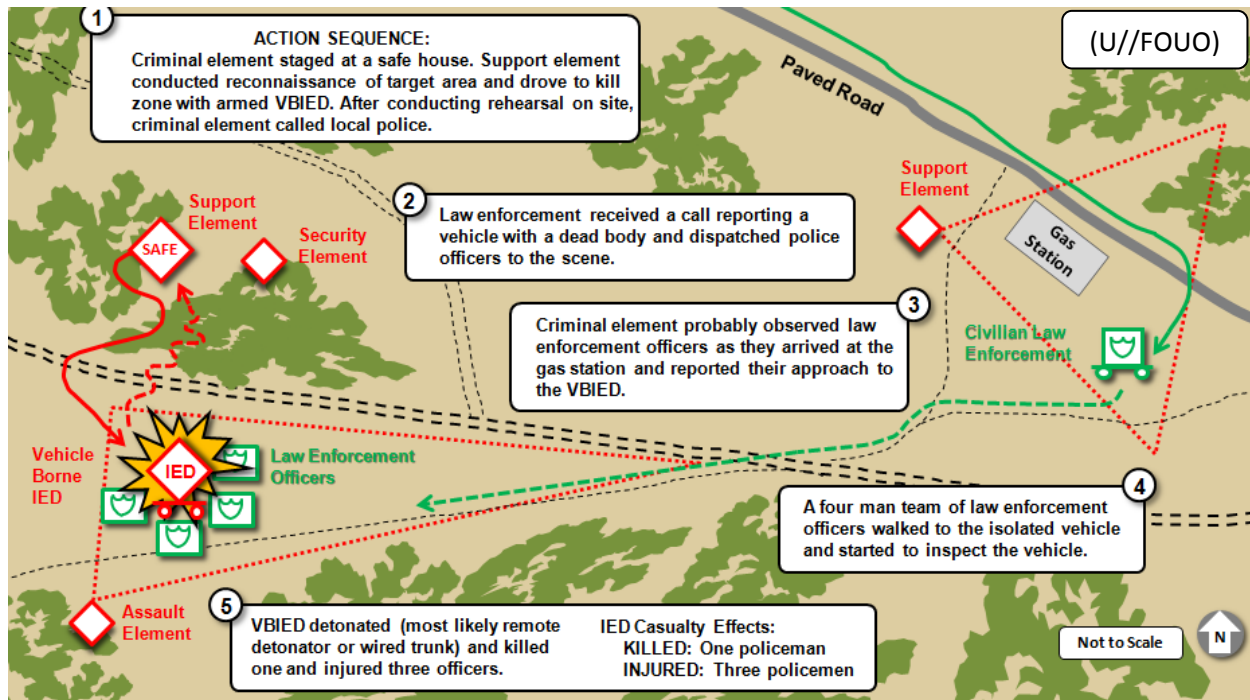 1
ACTION SEQUENCE:
Criminal element staged at a safe house. Support element
conducted reconnaissance of target area and drove to kill
zone with armed VBIED. After conducting rehearsal on site,
criminal element called local police.
(U//FOUO)
Paved Road
Support
Element
SAFE
Security
Element
2
Law enforcement received a call reporting a
vehicle with a dead body and dispatched police
officers to the scene.
Support
Element
Gas
Station
3
Criminal element probably observed law
enforcement officers as they arrived at the
gas station and reported their approach to
the VBIED.
Civilian Law
Enforcement
Vehicle
Borne
IED
IED
Law Enforcement
Officers
4
A four man team of law enforcement
officers walked to the isolated vehicle
and started to inspect the vehicle.
Assault
Element
5
VBIED detonated (most likely remote
detonator or wired trunk) and killed
one and injured three officers.
IED Casualty Effects:
KILLED: One policeman
INJURED: Three policemen
Not to Scale
N